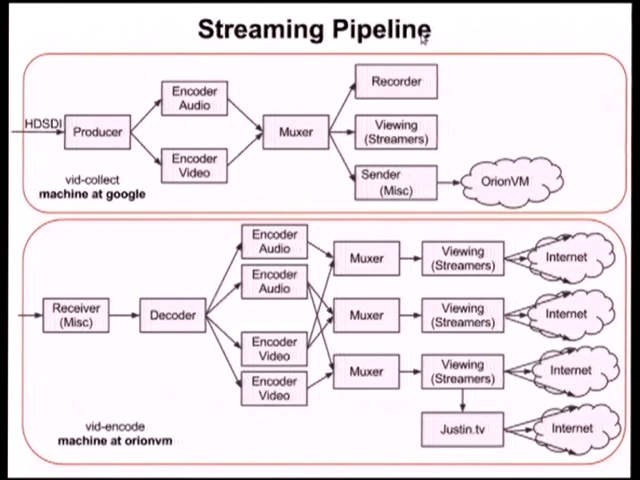 Streaming Pipeline
HDSDI
Producer
Encoder
Audio
Encoder
Video
Muxer
Recorder
Viewing
(Streamers)
Sender
(Misc)
OrionVM
vid-collect
machine at google
Receiver
(Misc)
Decoder
Encoder
Audio
Encoder
Audio
Encoder
Video
Encoder
Video
Muxer
Muxer
Muxer
Viewing
(Streamers)
Viewing
(Streamers)
Viewing
(Streamers)
Justin.tv
Internet
Internet
Internet
Internet
vid-encode
machine at orionvm